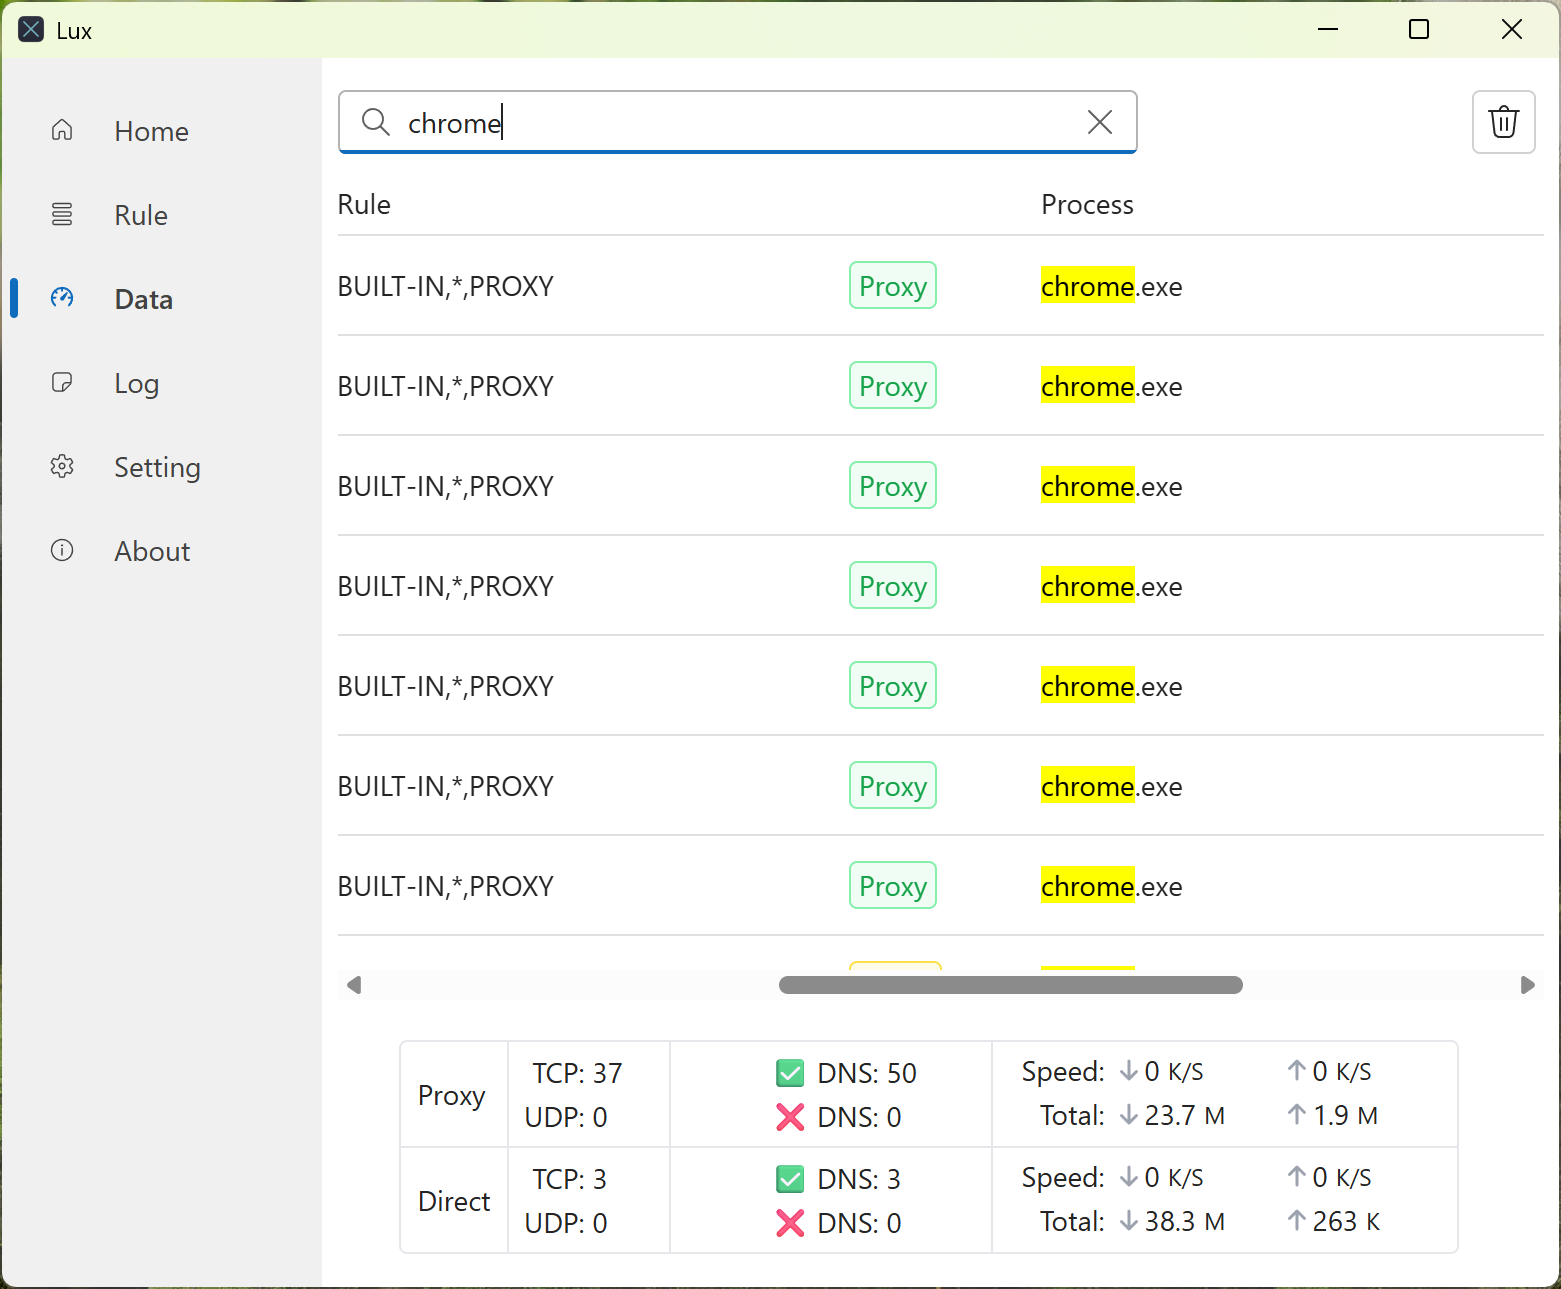 Lux
Home
Rule
Data
Log
Setting
About
chrome
Rule Process
BUILT-IN,*,PROXY Proxy chrome.exe
BUILT-IN,*,PROXY Proxy chrome.exe
BUILT-IN,*,PROXY Proxy chrome.exe
BUILT-IN,*,PROXY Proxy chrome.exe
BUILT-IN,*,PROXY Proxy chrome.exe
BUILT-IN,*,PROXY Proxy chrome.exe
BUILT-IN,*,PROXY Proxy chrome.exe
Proxy
TCP: 37
UDP: 0
✅ DNS: 50
❌ DNS: 0
Speed: ↓ 0 K/S ↑ 0 K/S
Total: ↓ 23.7 M ↑ 1.9 M
Direct
TCP: 3
UDP: 0
✅ DNS: 3
❌ DNS: 0
Speed: ↓ 0 K/S ↑ 0 K/S
Total: ↓ 38.3 M ↑ 263 K